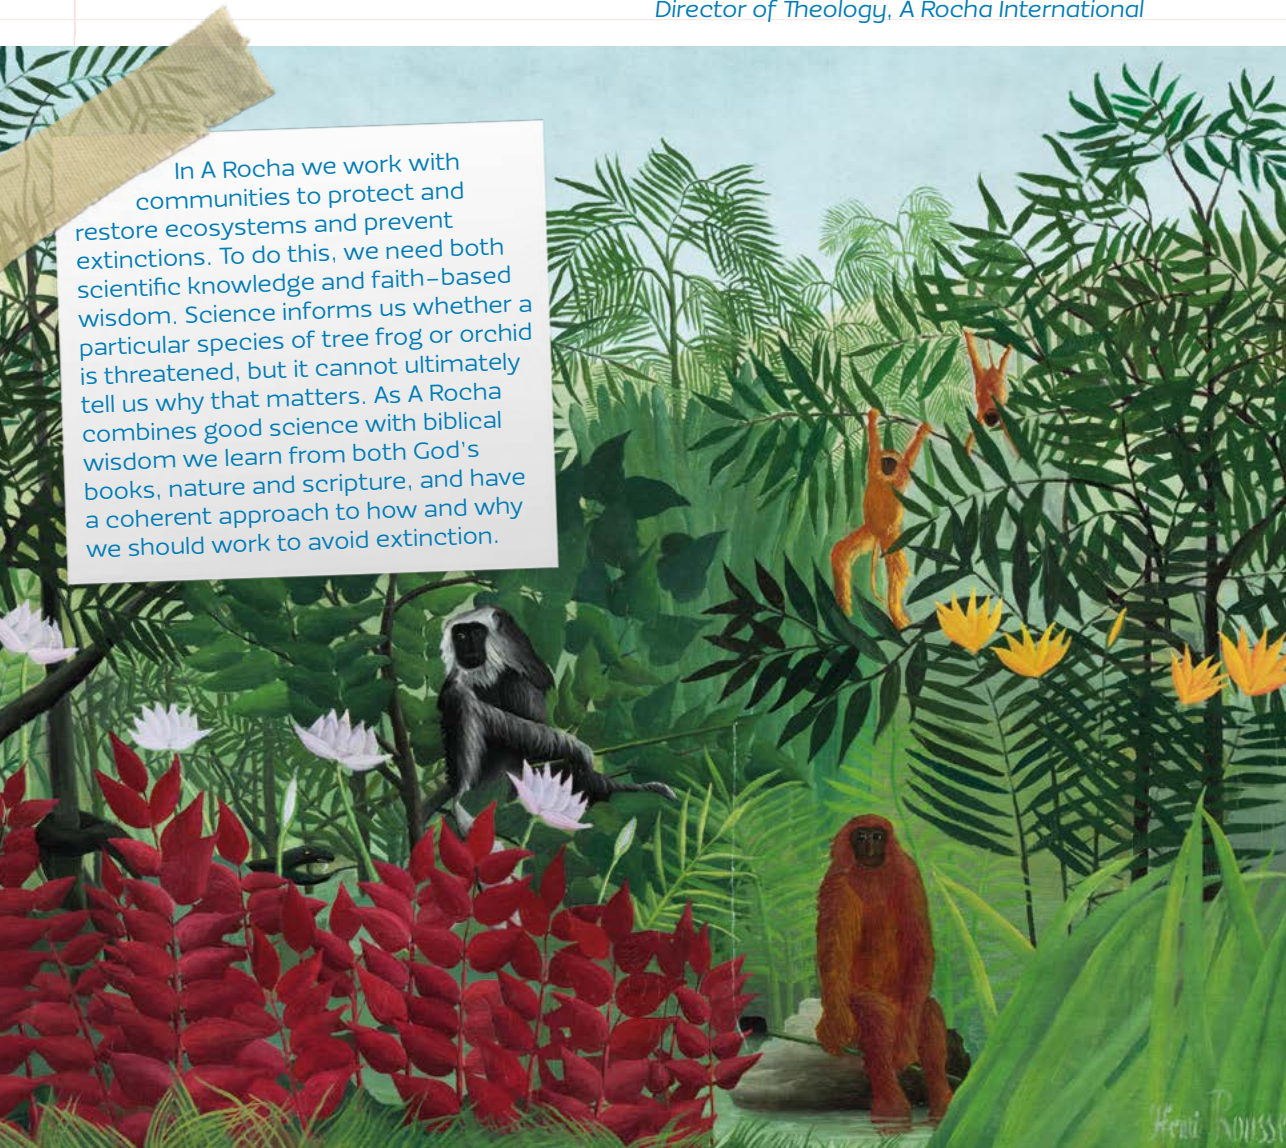 Director of Theology, A Rocha International
In A Rocha we work with
communities to protect and
restore ecosystems and prevent
extinctions. To do this, we need both
scientific knowledge and faith-based
wisdom. Science informs us whether a
particular species of tree frog or orchid
is threatened, but it cannot ultimately
tell us why that matters. As A Rocha
combines good science with biblical
wisdom we learn from both God's
books, nature and scripture, and have
a coherent approach to how and why
we should work to avoid extinction.
Henri Rouss